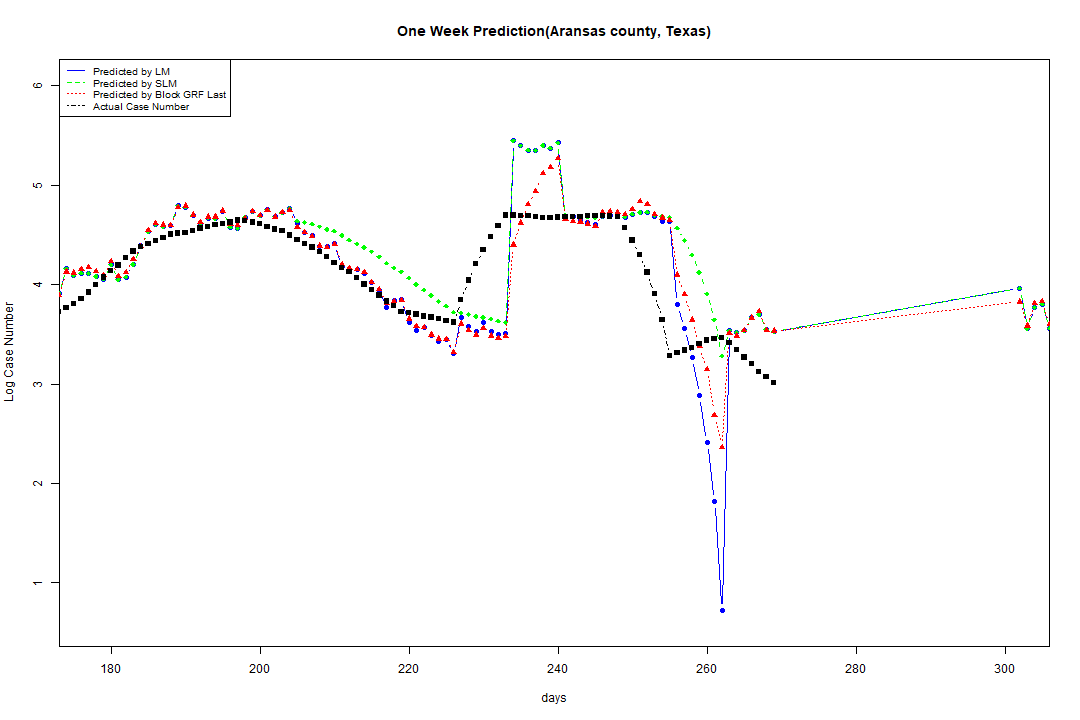 One Week Prediction(Aransas county, Texas)
Predicted by LM
Predicted by SLM
Predicted by Block GRF Last
Actual Case Number
6
5
4
3
2
1
Log Case Number
180 200 220 240 260 280 300
days